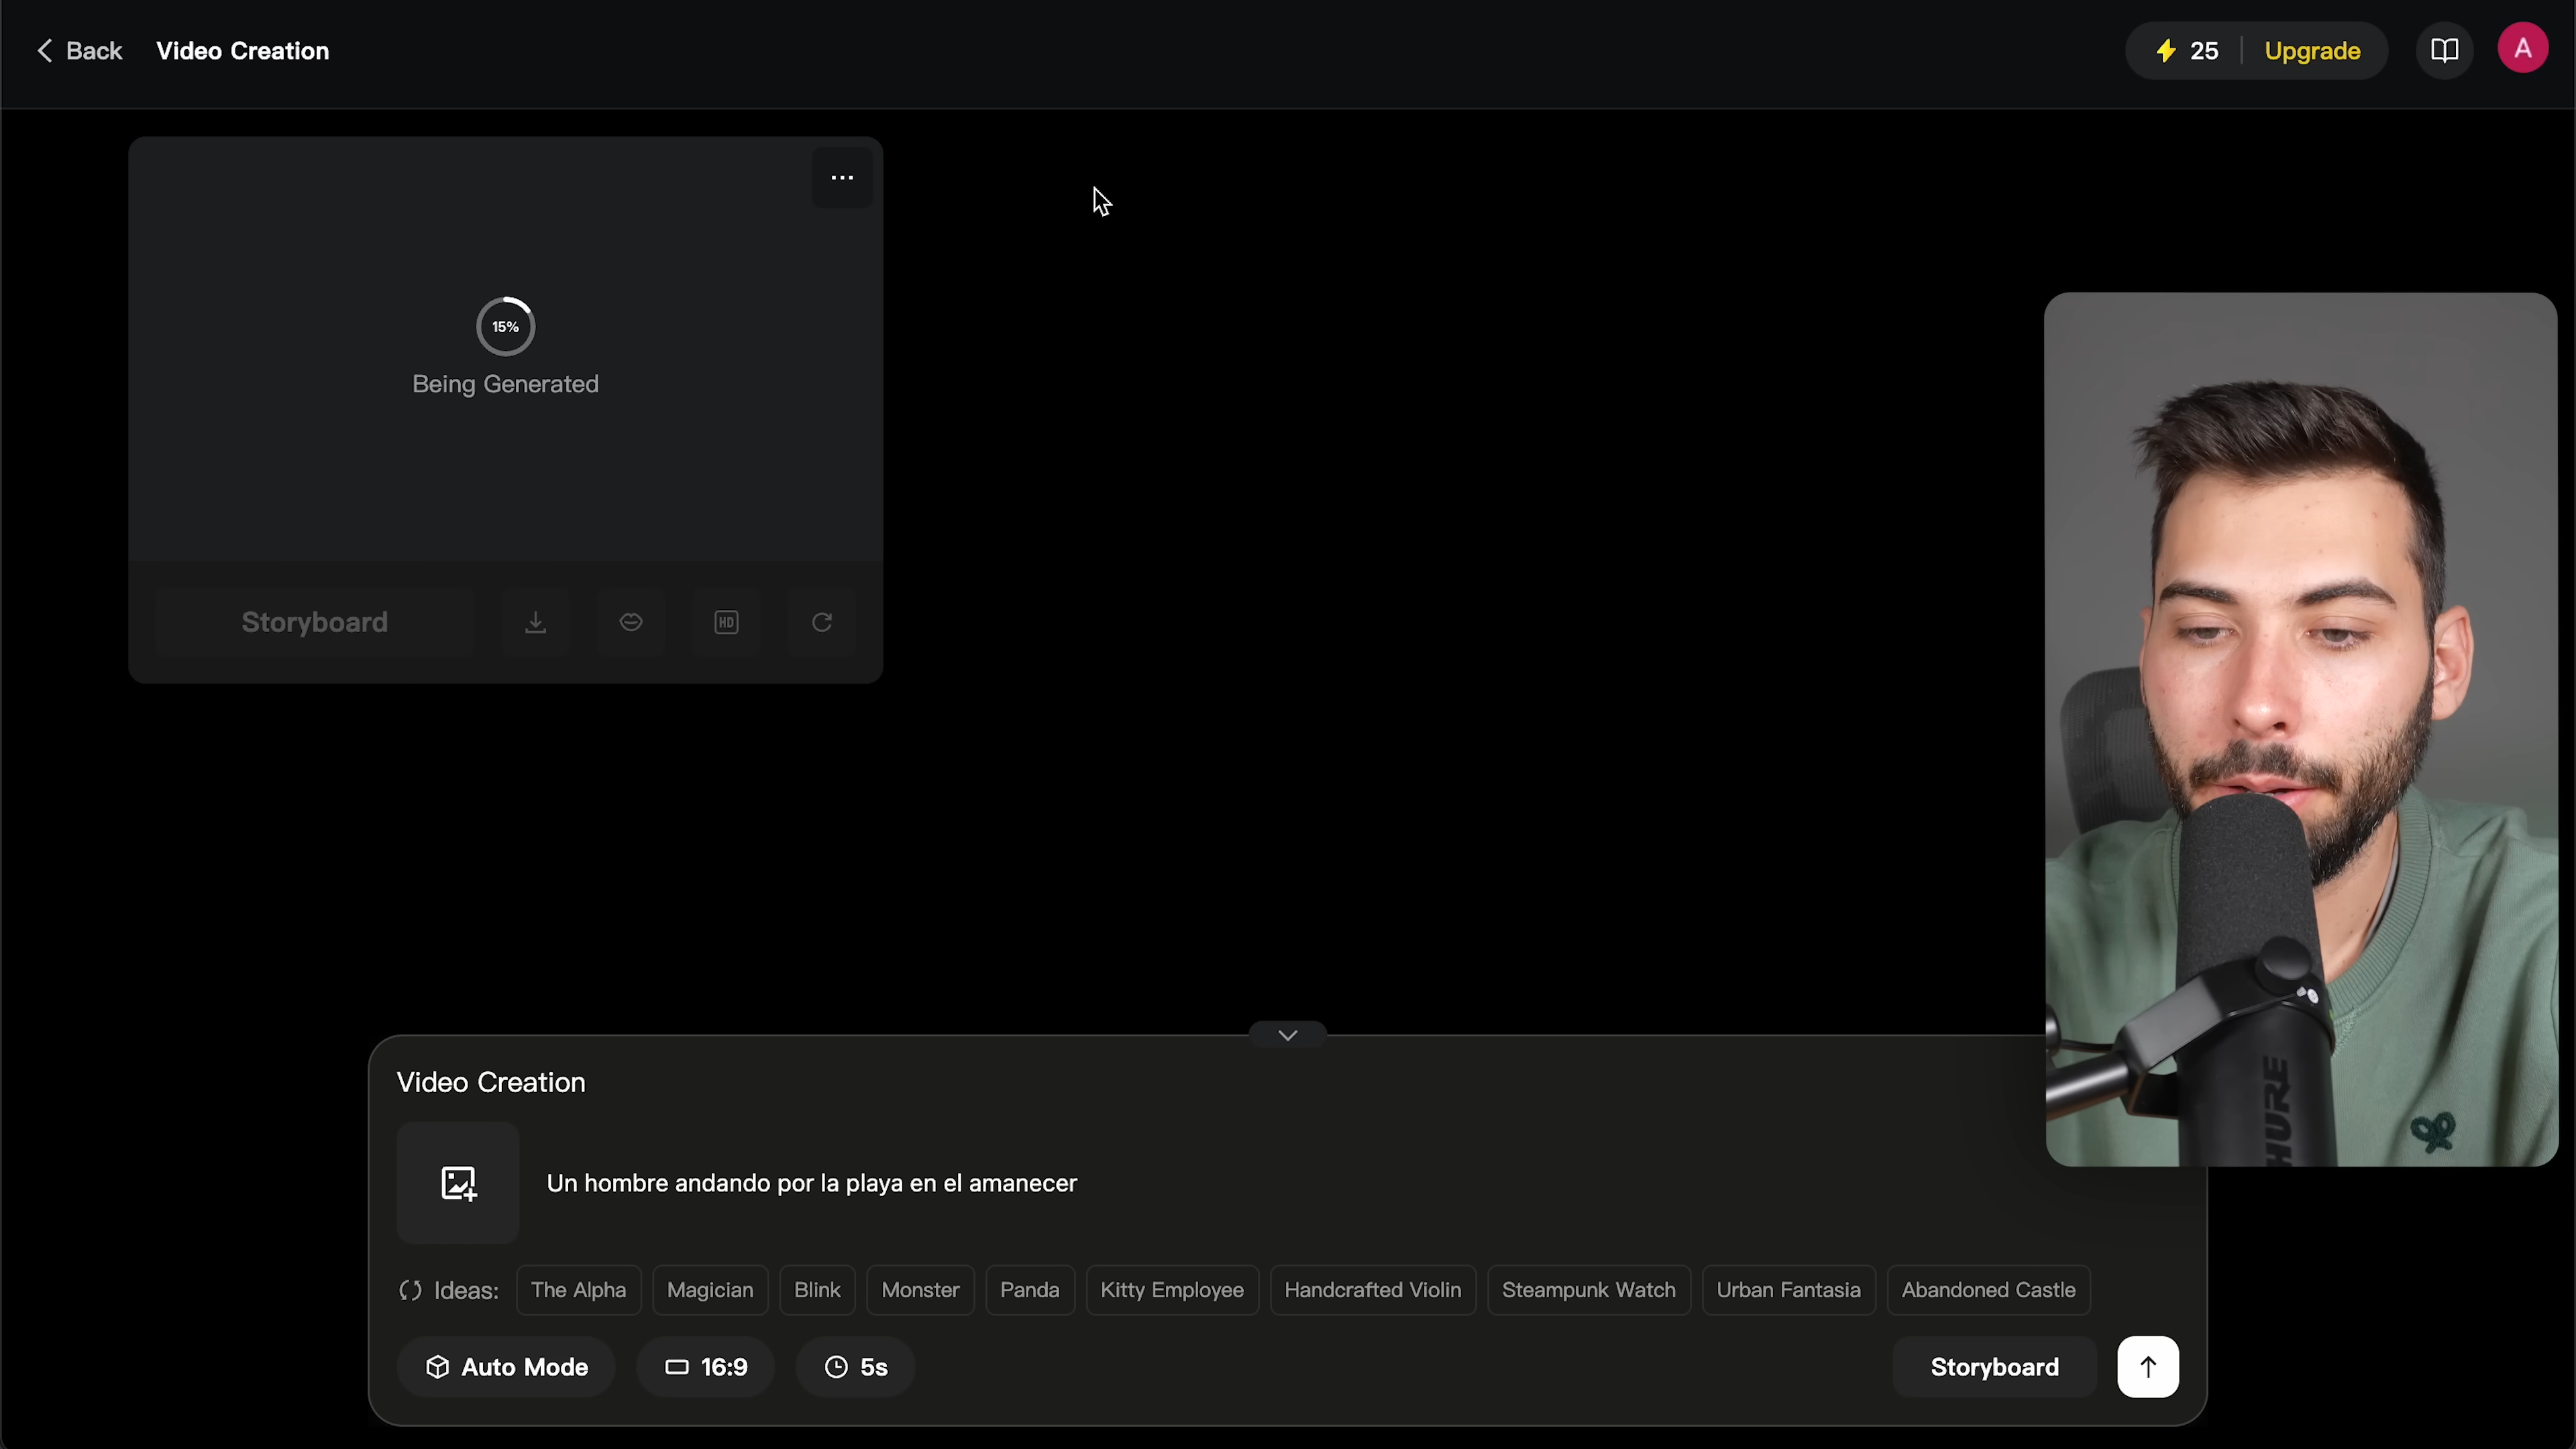 Back Video Creation
25 Upgrade
A
15%
Being Generated
Storyboard
HD
Video Creation
Un hombre andando por la playa en el amanecer
Ideas: The Alpha Magician Blink Monster Panda Kitty Employee Handcrafted Violin Steampunk Watch Urban Fantasia Abandoned Castle
Auto Mode 16:9 5s Storyboard
HURE